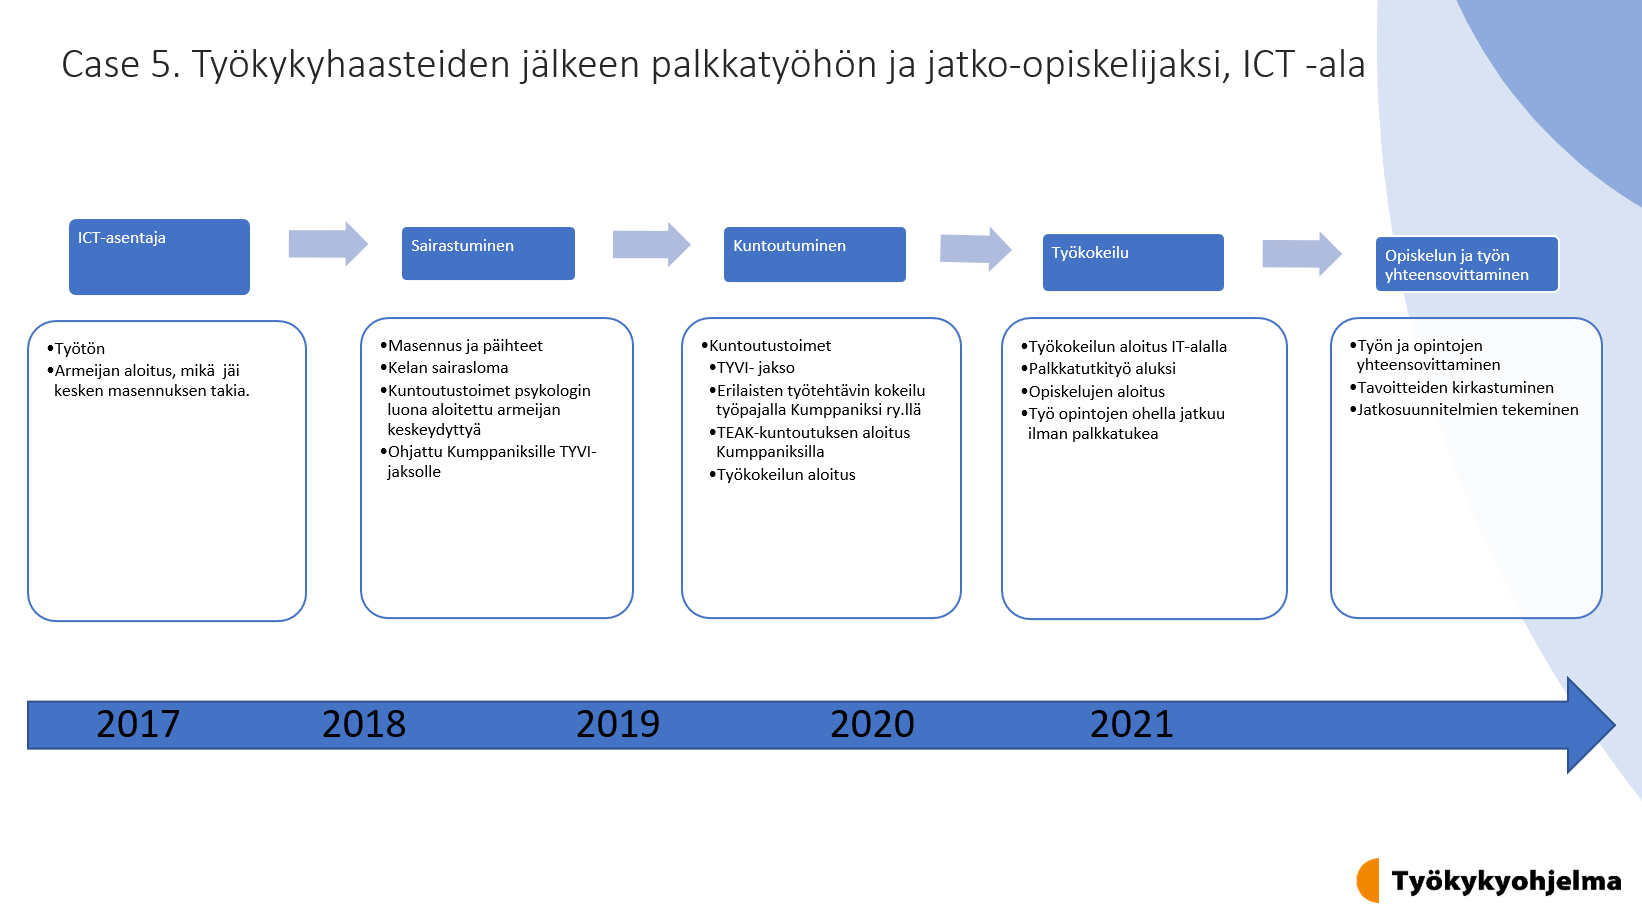 Case 5. Työkykyhaasteiden jälkeen palkkatyöhön ja jatko-opiskelijaksi, ICT -ala
ICT-asentaja
•Työtön
•Armeijan aloitus, mikä  jäi
kesken masennuksen takia.
Sairastuminen
•Masennus ja päihteet
•Kelan sairasloma
•Kuntoutustoimet psykologin
luona aloitettu armeijan
keskeydyttyä
•Ohjattu Kumppaniksille TYVI-
jaksolle
Kuntoutuminen
•Kuntoutustoimet
•TYVI- jakso
•Erilaisten työtehtävin kokeilu
työpajalla Kumppaniksi ry.llä
•TEAK-kuntoutuksen aloitus
Kumppaniksilla
•Työkokeilun aloitus
Työkokeilu
•Työkokeilun aloitus IT-alalla
•Palkkatutkityö aluksi
•Opiskelujen aloitus
•Työ opintojen ohella jatkuu
ilman palkkatukea
Opiskelun ja työn
yhteensovittaminen
•Työn ja opintojen
yhteensovittaminen
•Tavoitteiden kirkastuminen
•Jatkosuunnitelmien tekeminen
2017
2018
2019
2020
2021
Työkykyohjelma